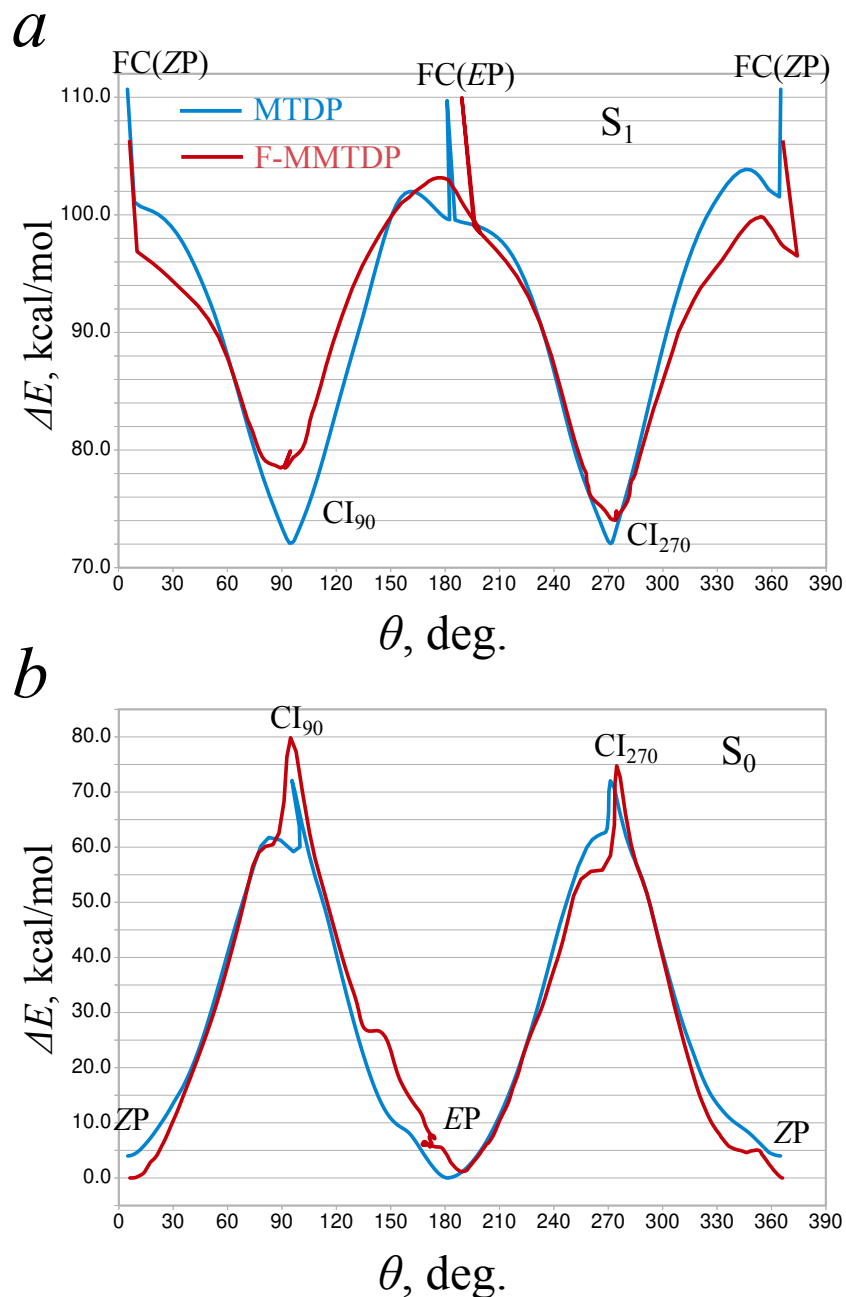 a
FC(ZP) FC(EP) FC(ZP)
110.0
MTDP
S1
F-MMTDP
100.0
90.0
ΔE, kcal/mol
80.0
CI90
CI270
70.0
0 30 60 90 120 150 180 210 240 270 300 330 360 390
θ, deg.
b
CI90
80.0
CI270
S0
70.0
60.0
50.0
ΔE, kcal/mol
40.0
30.0
20.0
10.0
ZP EP ZP
0.0
0 30 60 90 120 150 180 210 240 270 300 330 360 390
θ, deg.